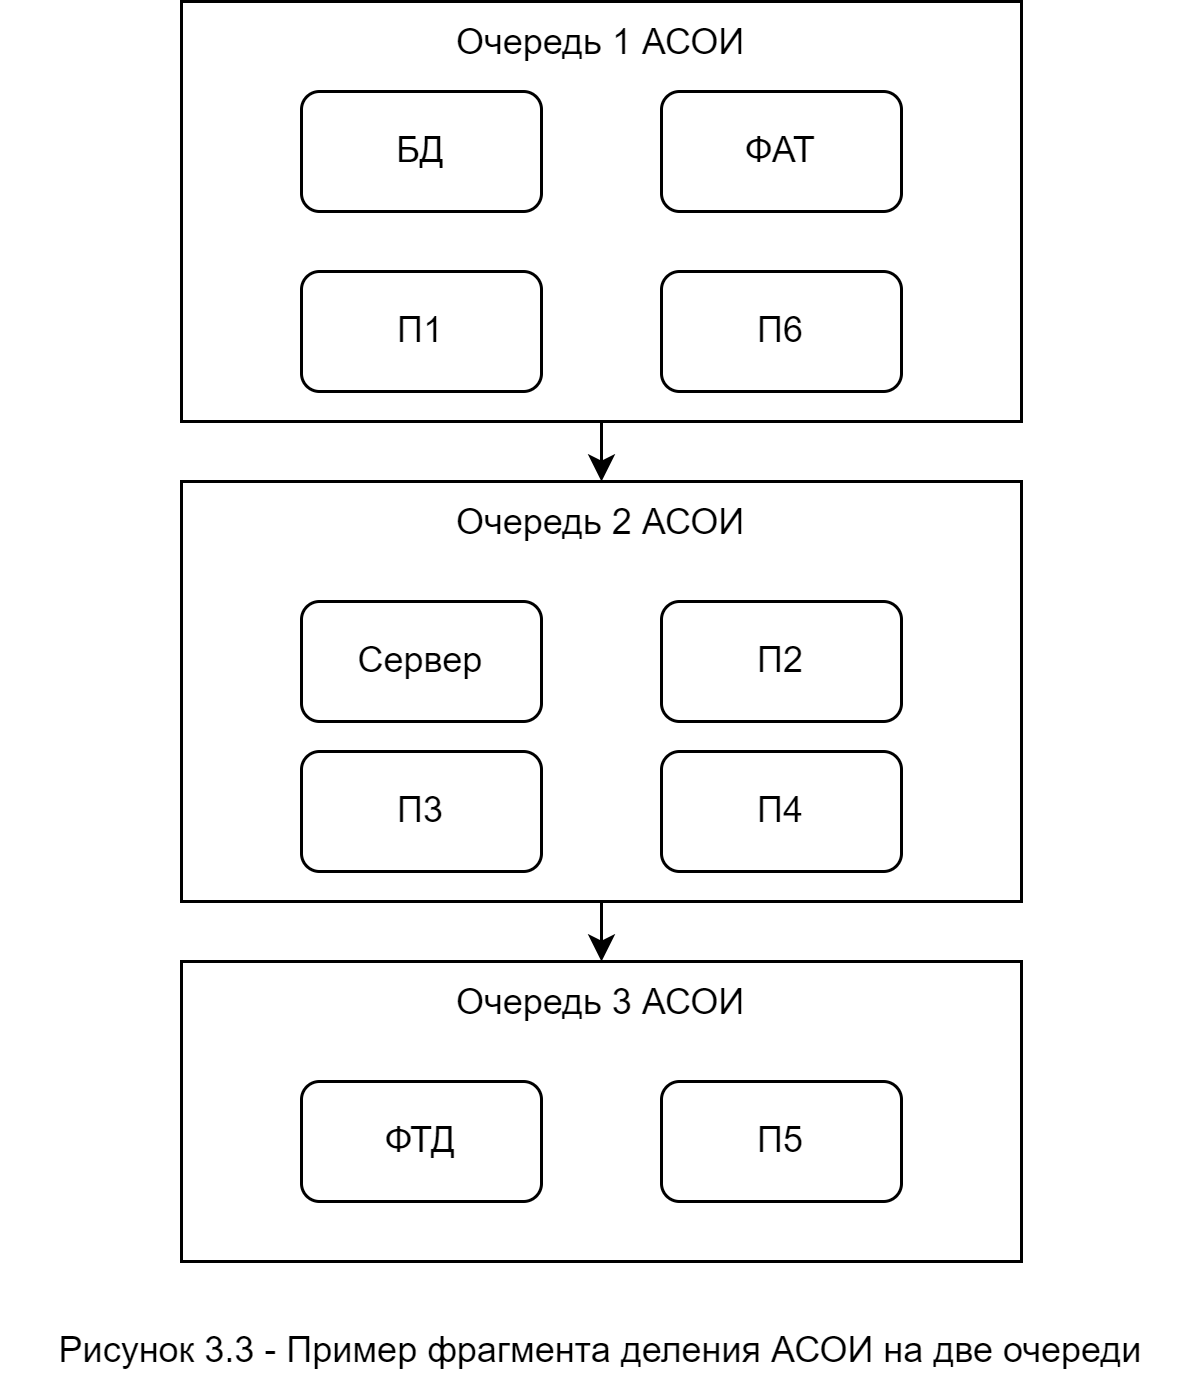 Очередь 1 АСОИ
БД
ФАТ
П1
П6
Очередь 2 АСОИ
Сервер
П2
П3
П4
Очередь 3 АСОИ
ФТД
П5
Рисунок 3.3 - Пример фрагмента деления АСОИ на две очереди